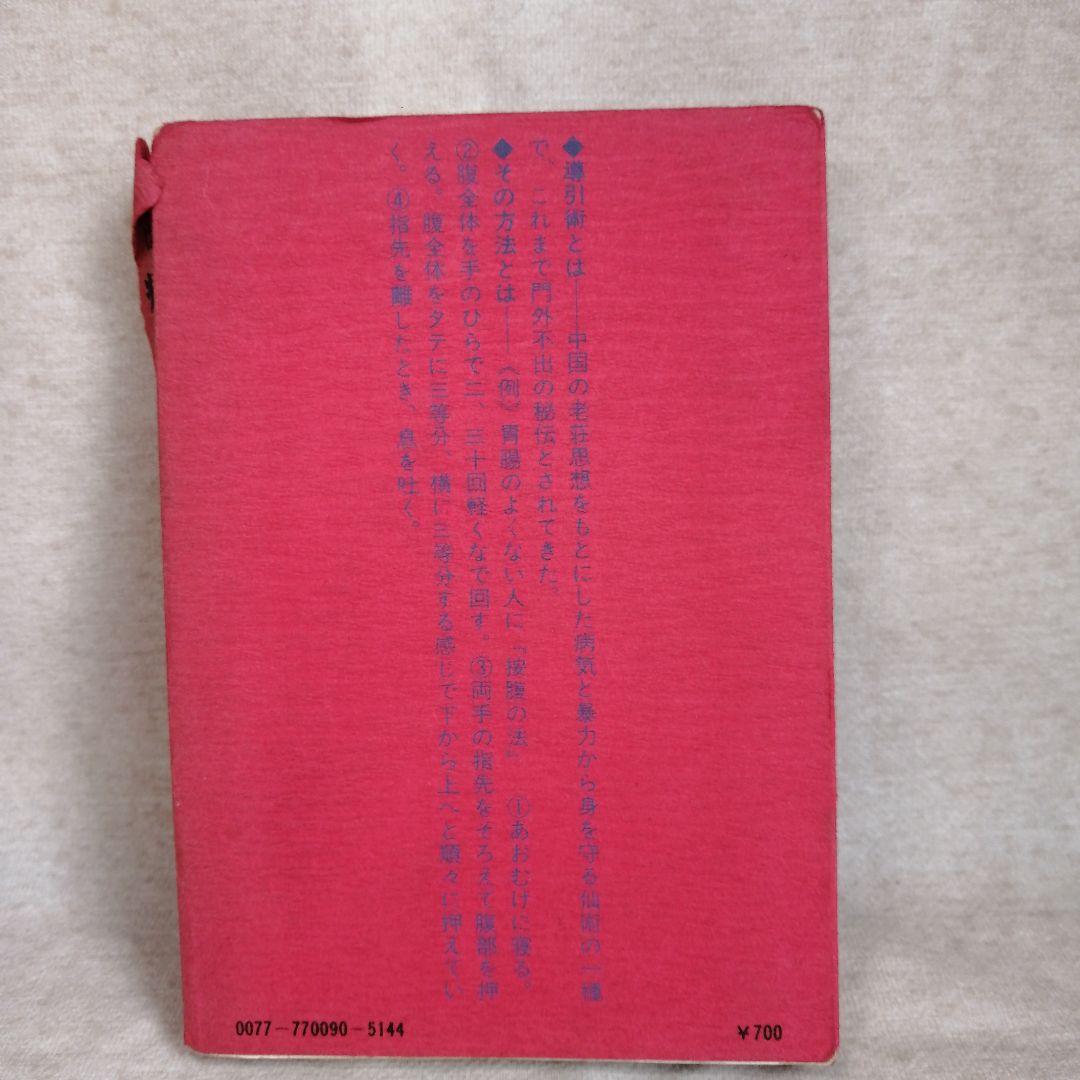 ◆導引術とは──中国の老荘思想をもとにした病気と暴力から身を守る仙術の一種
で、これまで門外不出の秘伝とされてきた。
◆その方法とは──《例》胃腸のよくない人に『按腹の法』　①あおむけに寝る。
②腹全体を手のひらで二、三十回軽くなで回す。③両手の指先をそろえて腹部を押
える。腹全体をタテに三等分、横に三等分する感じで下から上へと順々に押えてい
く。④指先を離したとき、息を吐く。
0077-770090-5144
¥700